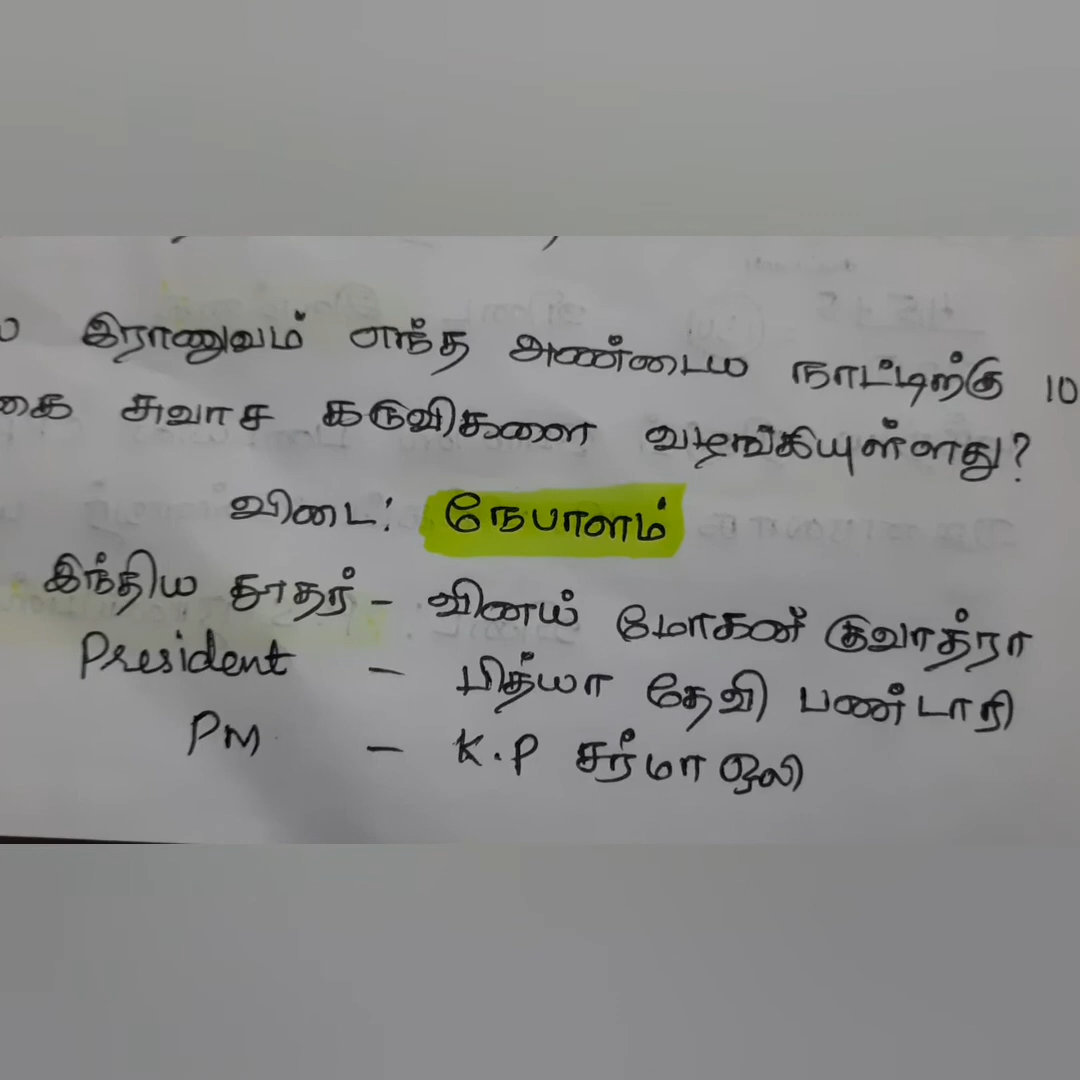 இராணுவம் எந்த அண்டைய நாட்டிற்கு 10
கை சுவாச கருவிகளை வழங்கியுள்ளது?
விடை: நேபாளம்
இந்திய தூதர் - வினய் மோகன் குவாத்ரா
President - பித்யா தேவி பண்டாரி
PM - K.P சர்மா ஒலி